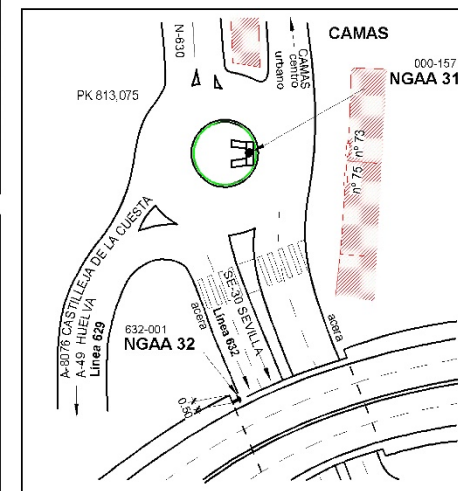 N-630
CAMAS
centro
urbano
CAMAS
000-157
NGAA 31
PK 813,075
nº 73
nº 75
A-8076 CASTILLEJA DE LA CUESTA
A-49 HUELVA
Línea 629
SE-30 SEVILLA
Línea 632
acera
acera
632-001
NGAA 32
0.50